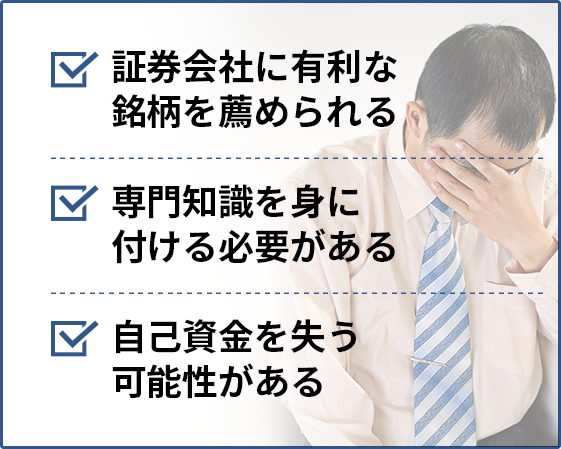 証券会社に有利な
銘柄を薦められる
専門知識を身に
付ける必要がある
自己資金を失う
可能性がある